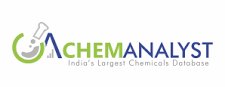 CHEMANALYST
India's Largest Chemicals Database